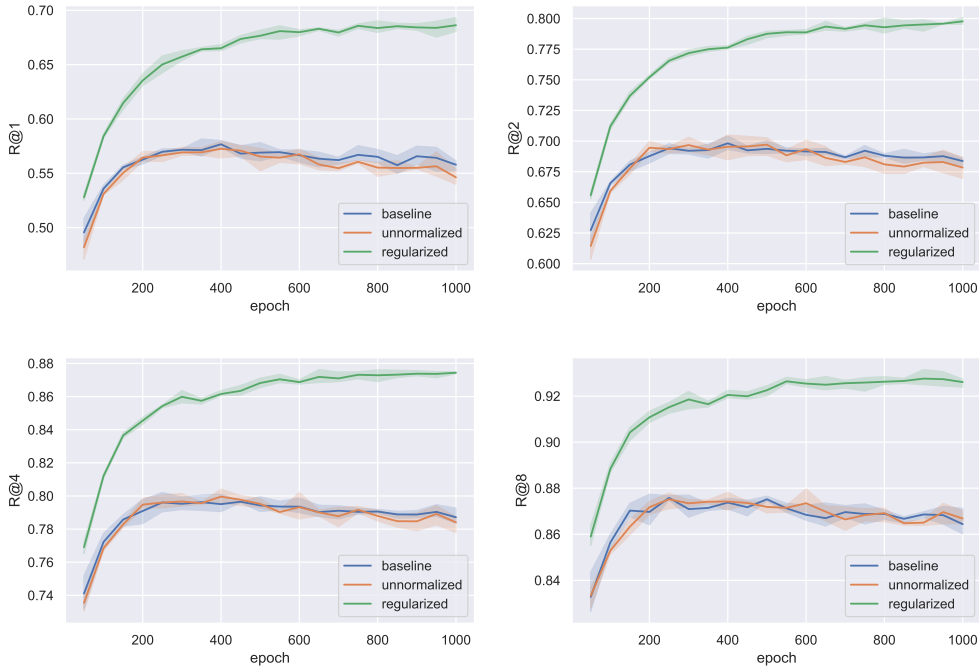 0.70
0.65
0.60
0.55
0.50
R@1
200
400
600
800
1000
epoch
baseline
unnormalized
regularized
0.800
0.775
0.750
0.725
0.700
0.675
0.650
0.625
0.600
R@2
200
400
600
800
1000
epoch
baseline
unnormalized
regularized
0.88
0.86
0.84
0.82
0.80
0.78
0.76
0.74
R@4
200
400
600
800
1000
epoch
baseline
unnormalized
regularized
0.92
0.90
0.88
0.86
0.84
R@8
200
400
600
800
1000
epoch
baseline
unnormalized
regularized